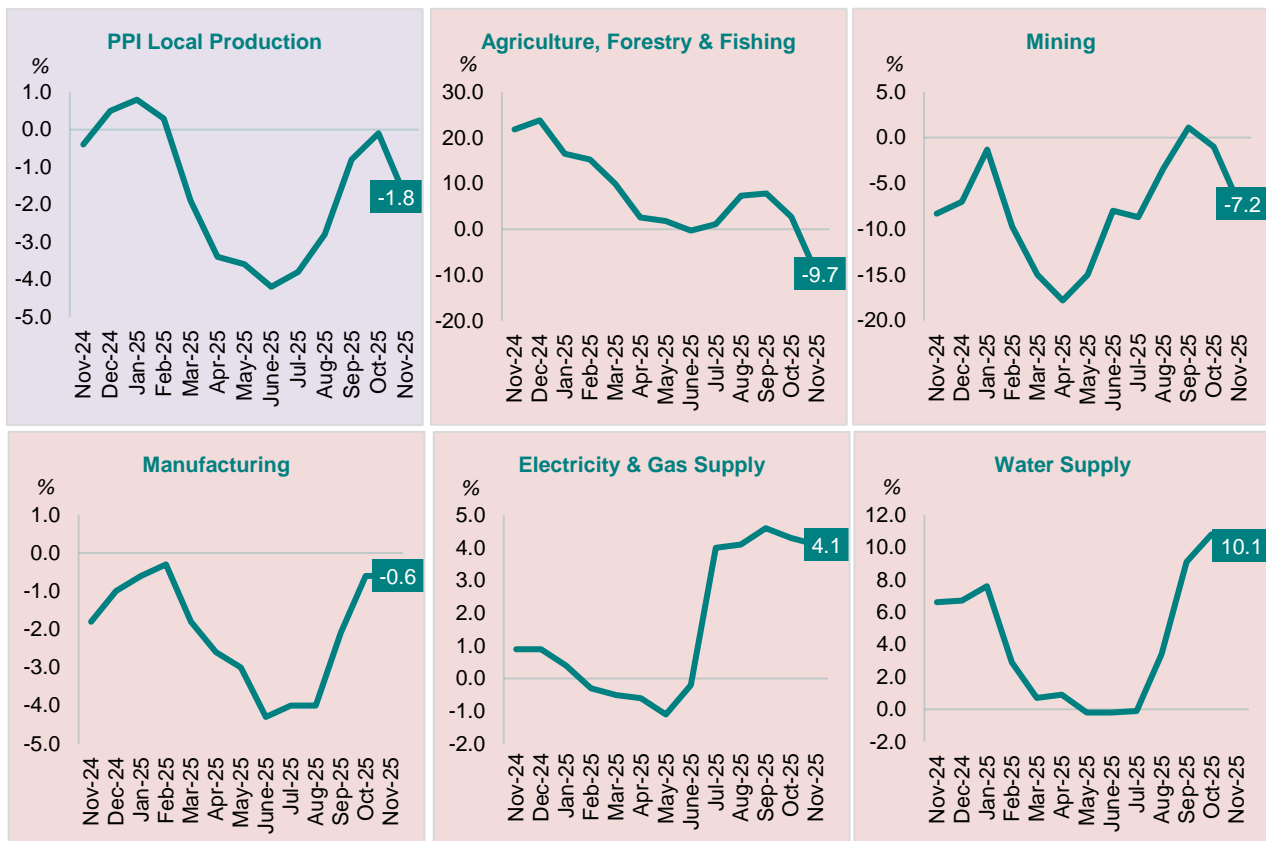 PPI Local Production
%
1.0
0.0
-1.0
-2.0
-3.0
-4.0
-5.0
-1.8
Nov-24
Dec-24
Jan-25
Feb-25
Mar-25
Apr-25
May-25
June-25
Jul-25
Aug-25
Sep-25
Oct-25
Nov-25
Agriculture, Forestry & Fishing
%
30.0
20.0
10.0
0.0
-10.0
-20.0
-9.7
Nov-24
Dec-24
Jan-25
Feb-25
Mar-25
Apr-25
May-25
June-25
Jul-25
Aug-25
Sep-25
Oct-25
Nov-25
Mining
%
5.0
0.0
-5.0
-10.0
-15.0
-20.0
-7.2
Nov-24
Dec-24
Jan-25
Feb-25
Mar-25
Apr-25
May-25
June-25
Jul-25
Aug-25
Sep-25
Oct-25
Nov-25
Manufacturing
%
1.0
0.0
-1.0
-2.0
-3.0
-4.0
-5.0
-0.6
Nov-24
Dec-24
Jan-25
Feb-25
Mar-25
Apr-25
May-25
June-25
Jul-25
Aug-25
Sep-25
Oct-25
Nov-25
Electricity & Gas Supply
%
5.0
4.0
3.0
2.0
1.0
0.0
-1.0
-2.0
4.1
Nov-24
Dec-24
Jan-25
Feb-25
Mar-25
Apr-25
May-25
June-25
Jul-25
Aug-25
Sep-25
Oct-25
Nov-25
Water Supply
%
12.0
10.0
8.0
6.0
4.0
2.0
0.0
-2.0
10.1
Nov-24
Dec-24
Jan-25
Feb-25
Mar-25
Apr-25
May-25
June-25
Jul-25
Aug-25
Sep-25
Oct-25
Nov-25